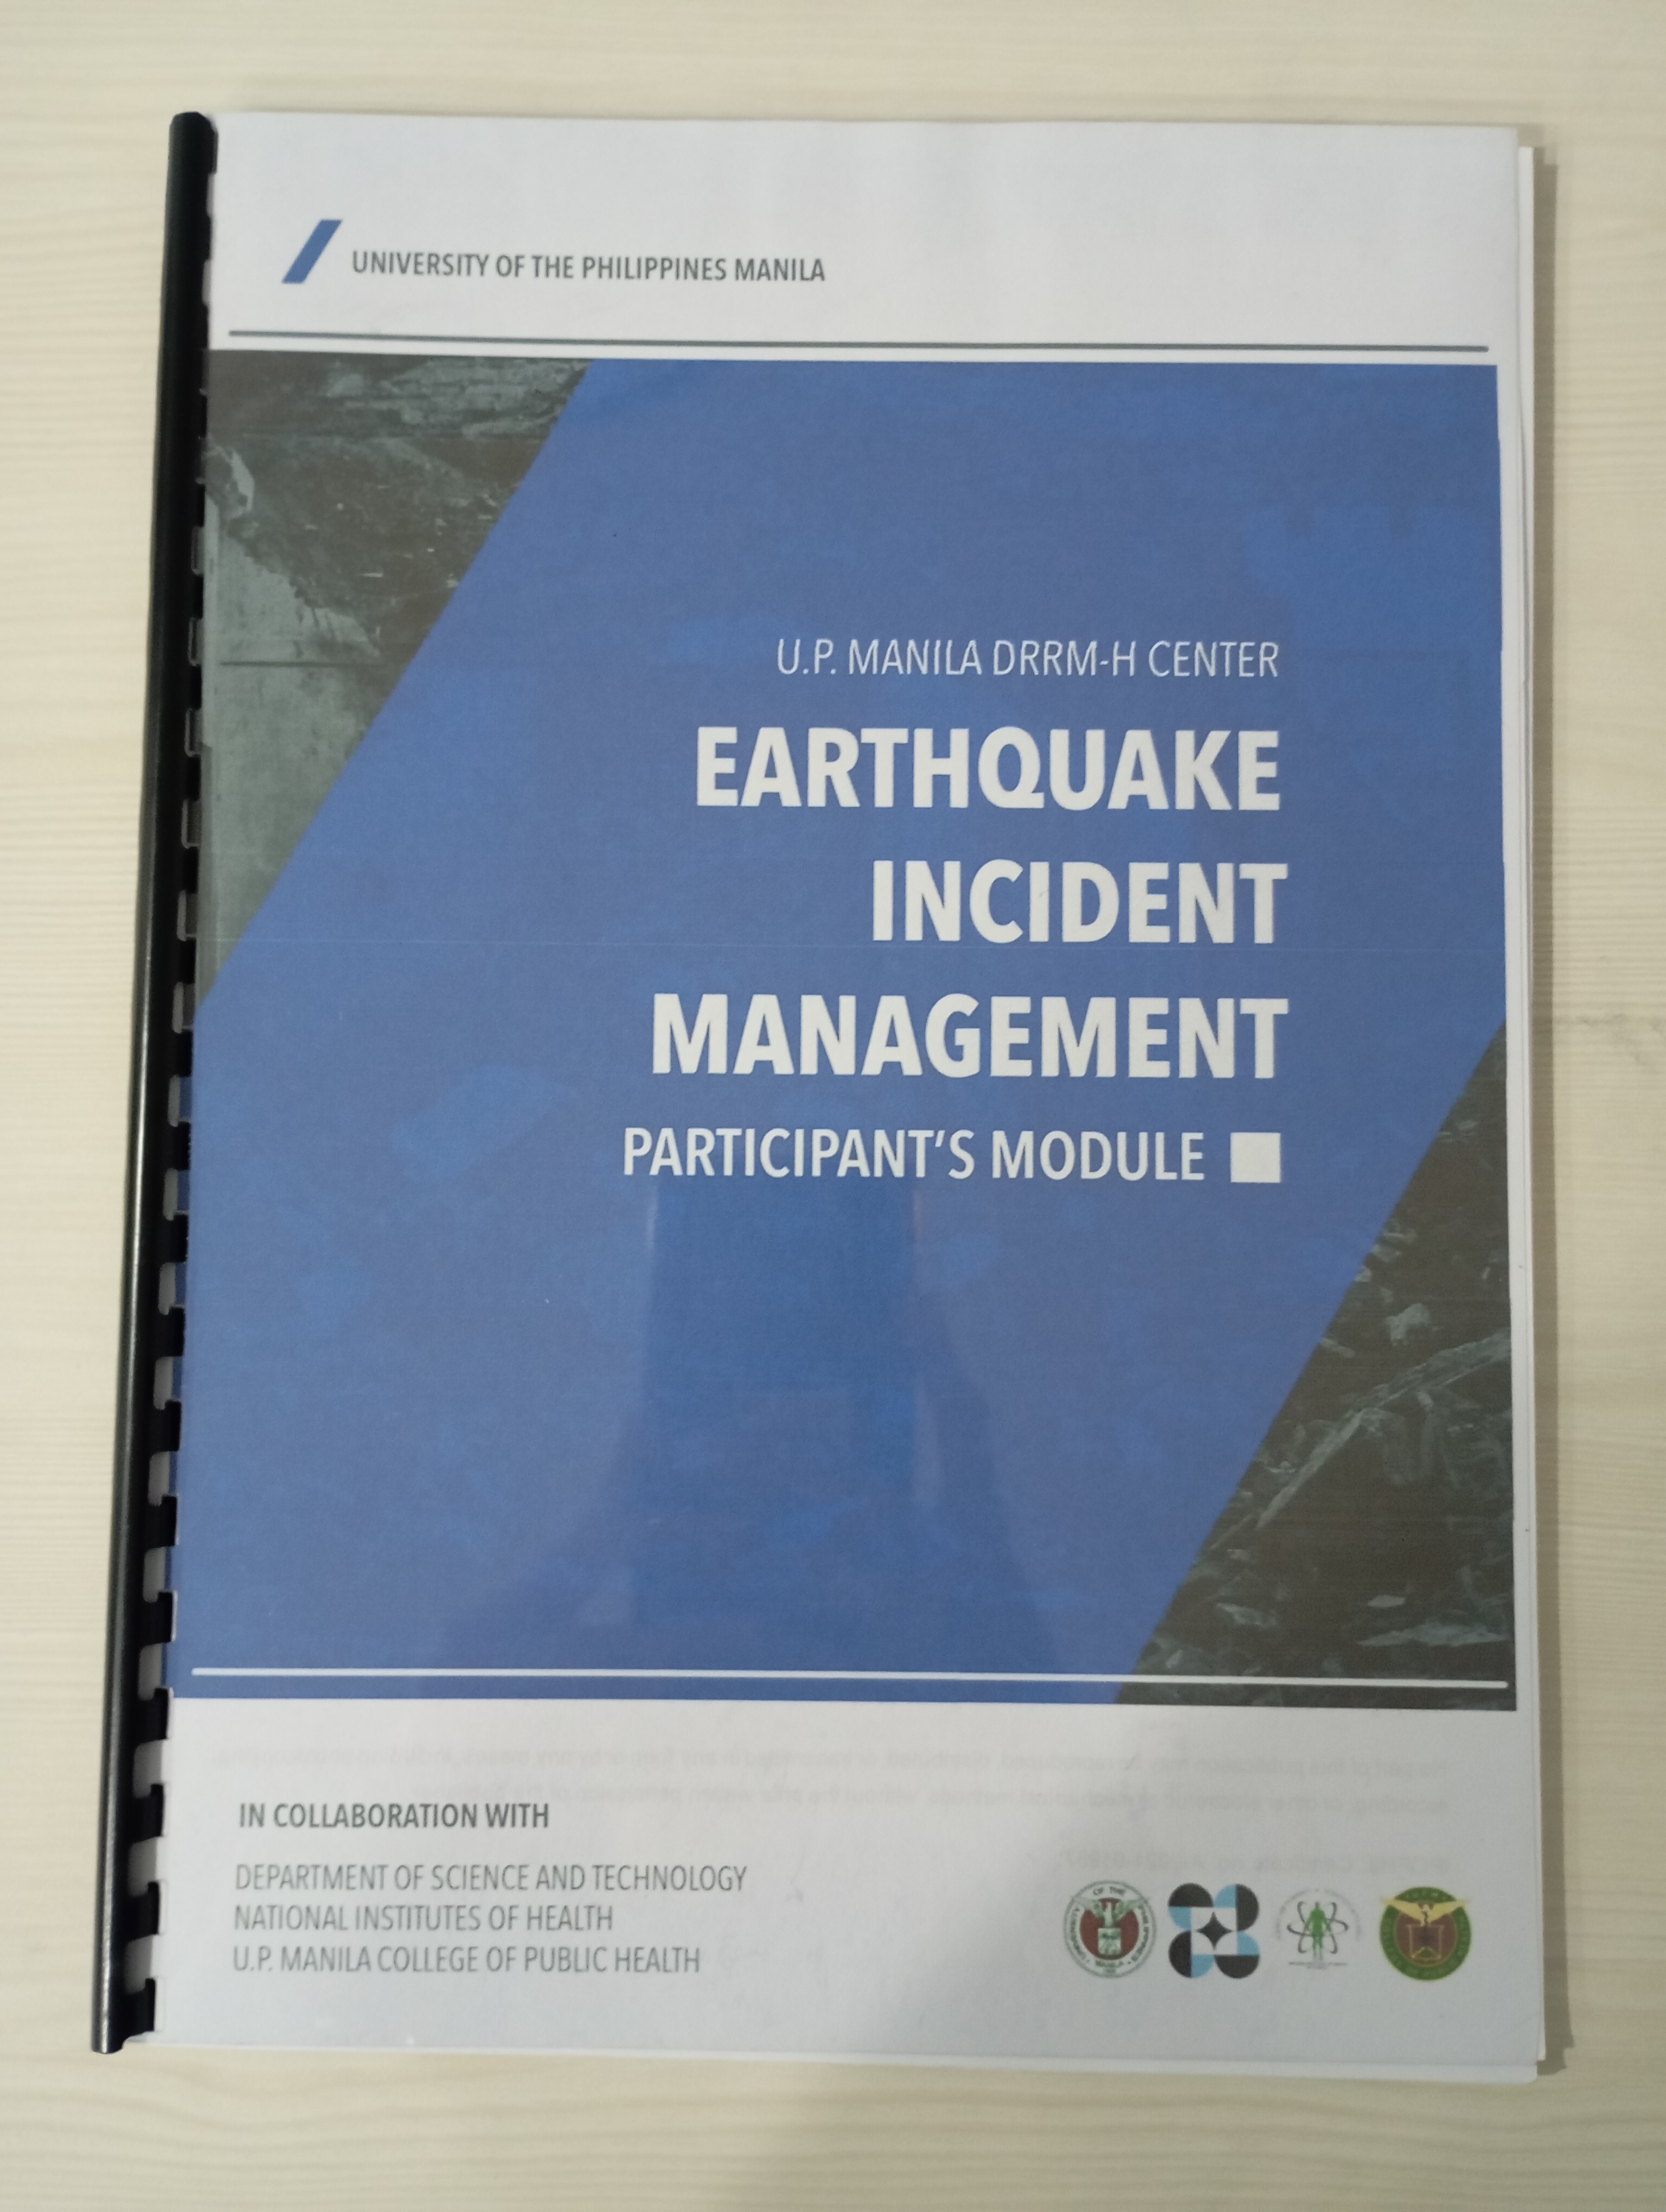 UNIVERSITY OF THE PHILIPPINES MANILA
U.P. MANILA DRRM-H CENTER
EARTHQUAKE
INCIDENT
MANAGEMENT
PARTICIPANT'S MODULE
IN COLLABORATION WITH
DEPARTMENT OF SCIENCE AND TECHNOLOGY
NATIONAL INSTITUTES OF HEALTH
U.P. MANILA COLLEGE OF PUBLIC HEALTH